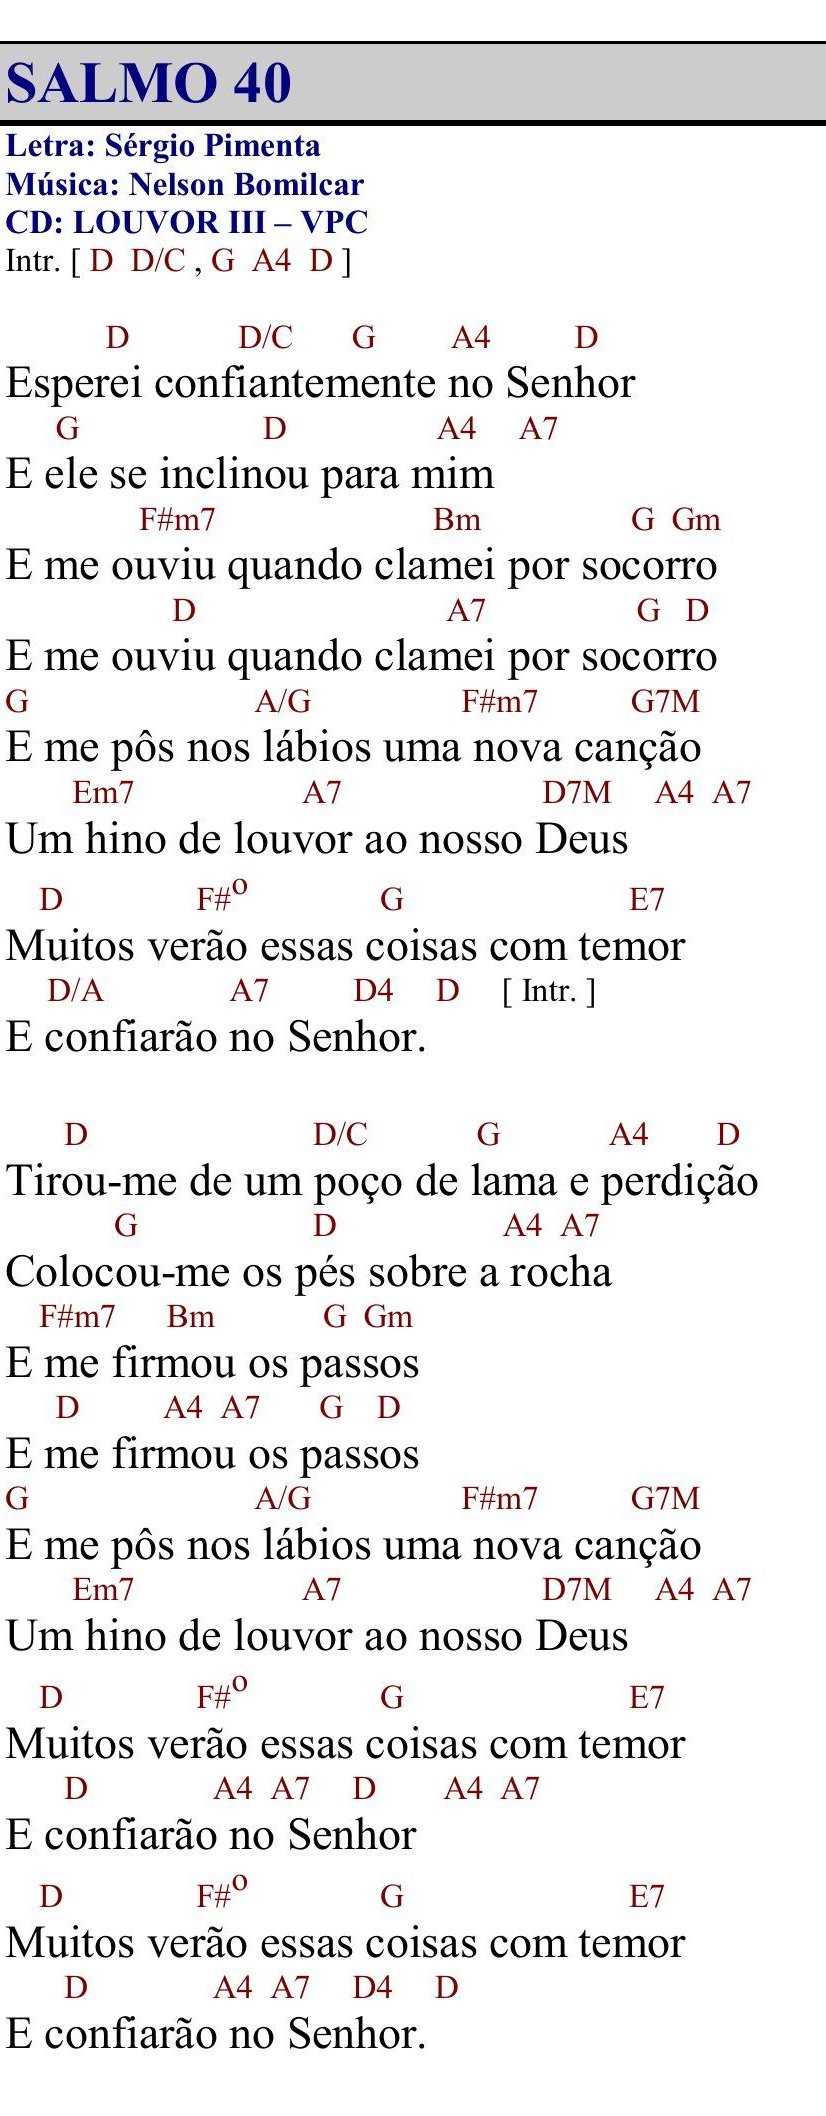 SALMO 40
Letra: Sérgio Pimenta
Música: Nelson Bomilcar
CD: LOUVOR III – VPC
Intr. [ D D/C , G A4 D ]
D D/C G A4 D
Esperei confiantemente no Senhor
G D A4 A7
E ele se inclinou para mim
F#m7 Bm G Gm
E me ouviu quando clamei por socorro
D A7 G D
E me ouviu quando clamei por socorro
G A/G F#m7 G7M
E me pôs nos lábios uma nova canção
Em7 A7 D7M A4 A7
Um hino de louvor ao nosso Deus
D F#º G E7
Muitos verão essas coisas com temor
D/A A7 D4 D [ Intr. ]
E confiarão no Senhor.
D D/C G A4 D
Tirou-me de um poço de lama e perdição
G D A4 A7
Colocou-me os pés sobre a rocha
F#m7 Bm G Gm
E me firmou os passos
D A4 A7 G D
E me firmou os passos
G A/G F#m7 G7M
E me pôs nos lábios uma nova canção
Em7 A7 D7M A4 A7
Um hino de louvor ao nosso Deus
D F#º G E7
Muitos verão essas coisas com temor
D A4 A7 D A4 A7
E confiarão no Senhor
D F#º G E7
Muitos verão essas coisas com temor
D A4 A7 D4 D
E confiarão no Senhor.